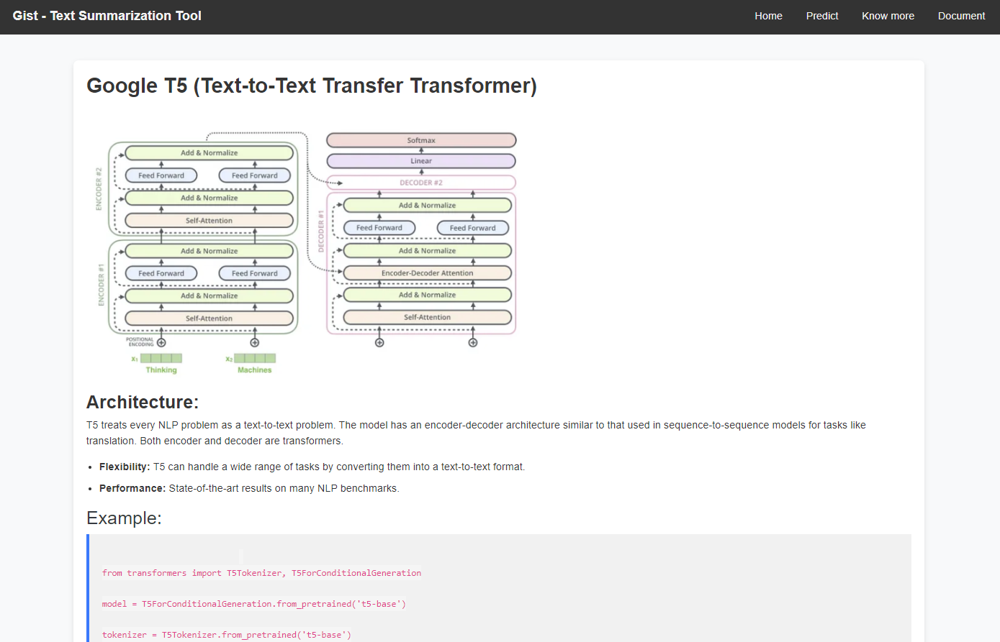 Gist - Text Summarization Tool
Home Predict Know more Document
Google T5 (Text-to-Text Transfer Transformer)
ENCODER #2
Add & Normalize
Feed Forward Feed Forward
Add & Normalize
Self-Attention
ENCODER #1
Add & Normalize
Feed Forward Feed Forward
Add & Normalize
Self-Attention
POSITIONAL
ENCODING
X₁ X₂
Thinking Machines
Softmax
Linear
DECODER #2
DECODER #1
Add & Normalize
Feed Forward Feed Forward
Add & Normalize
Encoder-Decoder Attention
Add & Normalize
Self-Attention
Architecture:
T5 treats every NLP problem as a text-to-text problem. The model has an encoder-decoder architecture similar to that used in sequence-to-sequence models for tasks like
translation. Both encoder and decoder are transformers.
• Flexibility: T5 can handle a wide range of tasks by converting them into a text-to-text format.
• Performance: State-of-the-art results on many NLP benchmarks.
Example:
from transformers import T5Tokenizer, T5ForConditionalGeneration
model = T5ForConditionalGeneration.from_pretrained('t5-base')
tokenizer = T5Tokenizer.from_pretrained('t5-base')